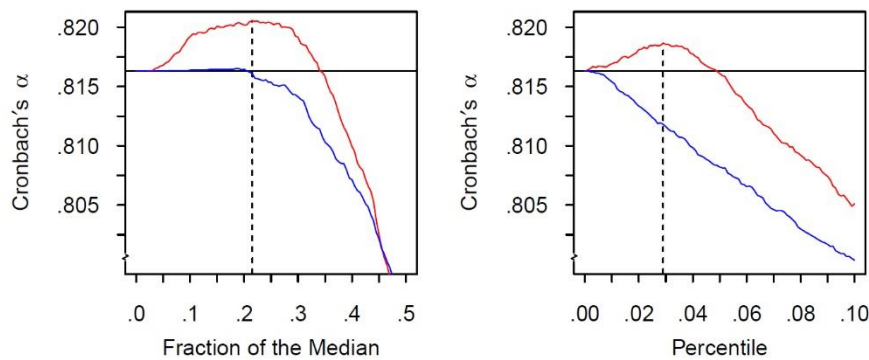 .820
.815
.810
.805
Cronbach's α
.0 .1 .2 .3 .4 .5
Fraction of the Median
.820
.815
.810
.805
Cronbach's α
.00 .02 .04 .06 .08 .10
Percentile